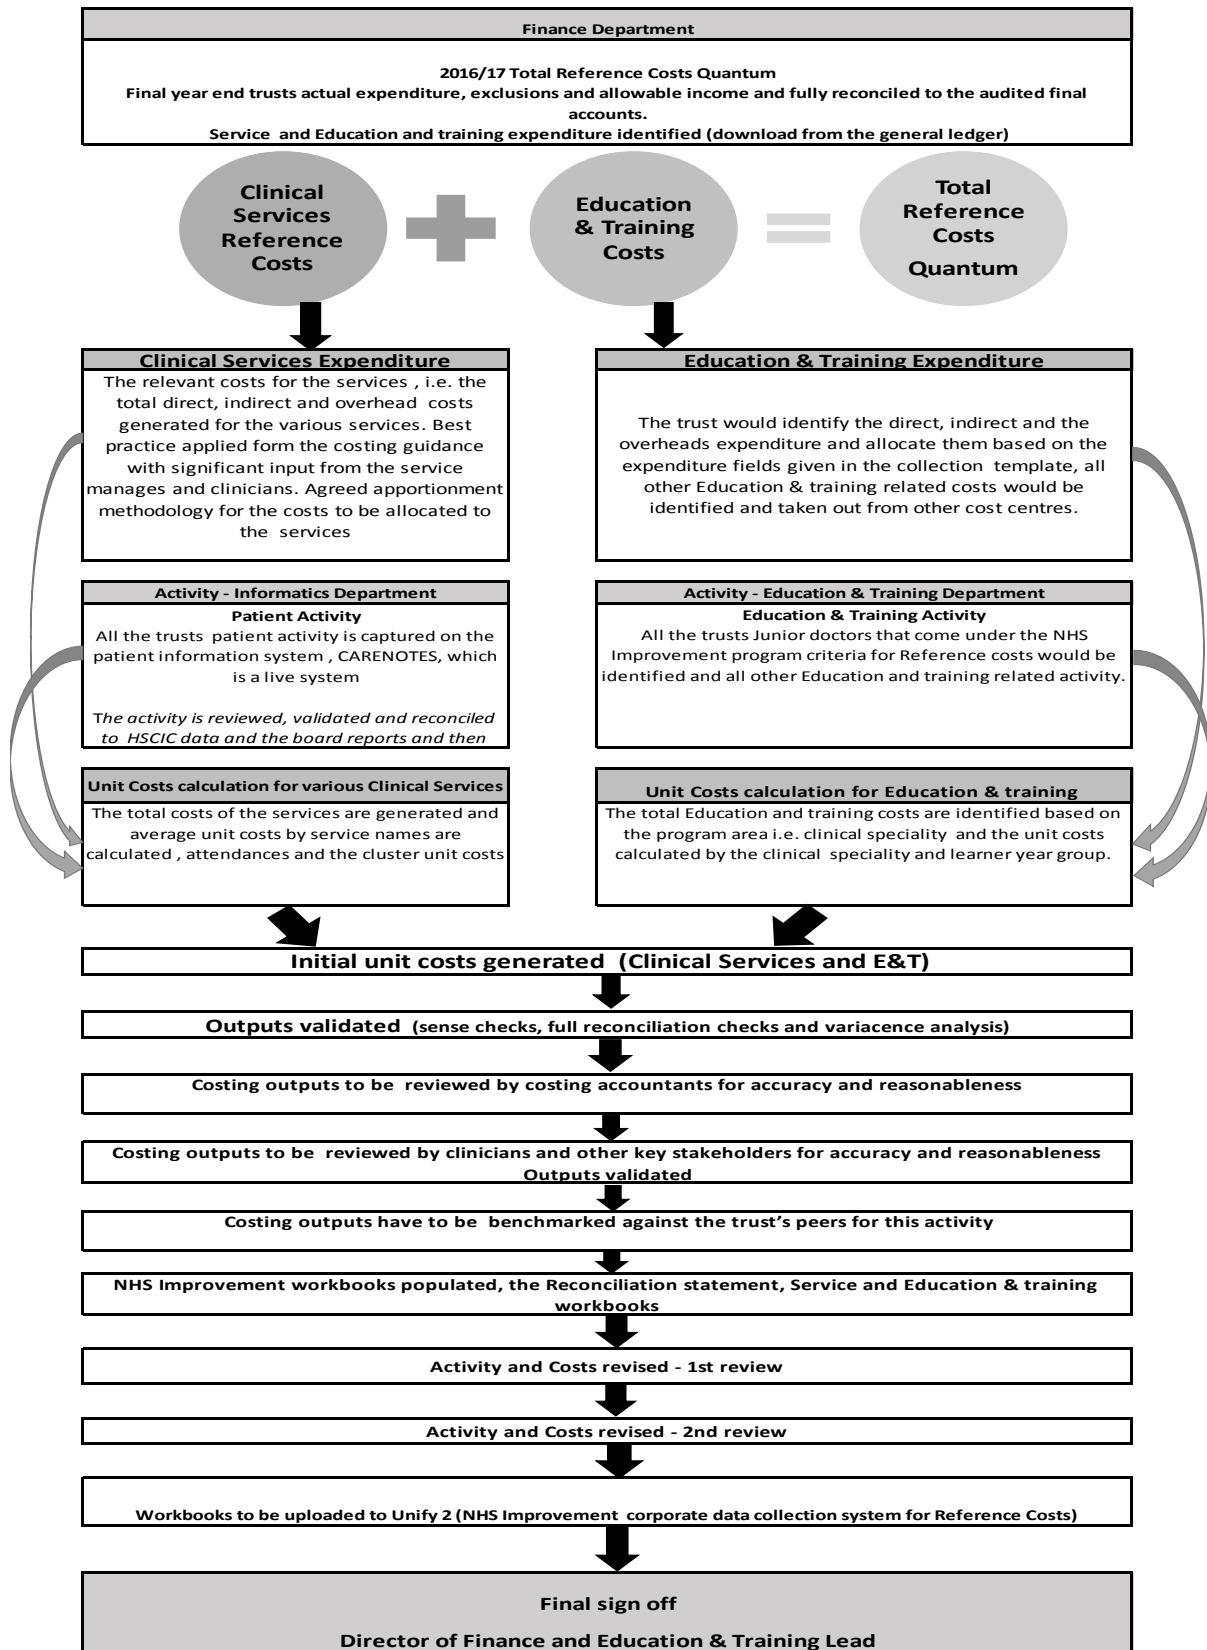 Finance Department
2016/17 Total Reference Costs Quantum
Final year end trusts actual expenditure, exclusions and allowable income and fully reconciled to the audited final
accounts.
Service and Education and training expenditure identified (download from the general ledger)
Clinical
Services
Reference
Costs
Education
& Training
Costs
Total
Reference
Costs
Quantum
Clinical Services Expenditure
The relevant costs for the services , i.e. the
total direct, indirect and overhead costs
generated for the various services. Best
practice applied form the costing guidance
with significant input from the service
manages and clinicians. Agreed apportionment
methodology for the costs to be allocated to
the services
Education & Training Expenditure
The trust would identify the direct, indirect and the
overheads expenditure and allocate them based on the
expenditure fields given in the collection template, all
other Education & training related costs would be
identified and taken out from other cost centres.
Activity - Informatics Department
Patient Activity
All the trusts patient activity is captured on the
patient information system , CARENOTES, which
is a live system
The activity is reviewed, validated and reconciled
to HSCIC data and the board reports and then
Activity - Education & Training Department
Education & Training Activity
All the trusts Junior doctors that come under the NHS
Improvement program criteria for Reference costs would be
identified and all other Education and training related activity.
Unit Costs calculation for various Clinical Services
The total costs of the services are generated and
average unit costs by service names are
calculated , attendances and the cluster unit costs
Unit Costs calculation for Education & training
The total Education and training costs are identified based on
the program area i.e. clinical speciality and the unit costs
calculated by the clinical speciality and learner year group.
Initial unit costs generated (Clinical Services and E&T)
Outputs validated (sense checks, full reconciliation checks and variacence analysis)
Costing outputs to be reviewed by costing accountants for accuracy and reasonableness
Costing outputs to be reviewed by clinicians and other key stakeholders for accuracy and reasonableness
Outputs validated
Costing outputs have to be benchmarked against the trust's peers for this activity
NHS Improvement workbooks populated, the Reconciliation statement, Service and Education & training
workbooks
Activity and Costs revised - 1st review
Activity and Costs revised - 2nd review
Workbooks to be uploaded to Unify 2 (NHS Improvement corporate data collection system for Reference Costs)
Final sign off
Director of Finance and Education & Training Lead